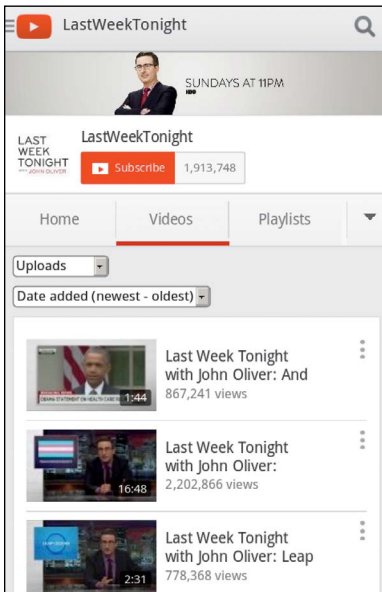 LastWeekTonight
SUNDAYS AT 11PM
HBO
LAST
WEEK
TONIGHT
WITH JOHN OLIVER
LastWeekTonight
Subscribe 1,913,748
Home Videos Playlists
Uploads
Date added (newest - oldest)
Last Week Tonight
with John Oliver: And
867,241 views
1:44
Last Week Tonight
with John Oliver:
2,202,866 views
16:48
Last Week Tonight
with John Oliver: Leap
778,368 views
2:31